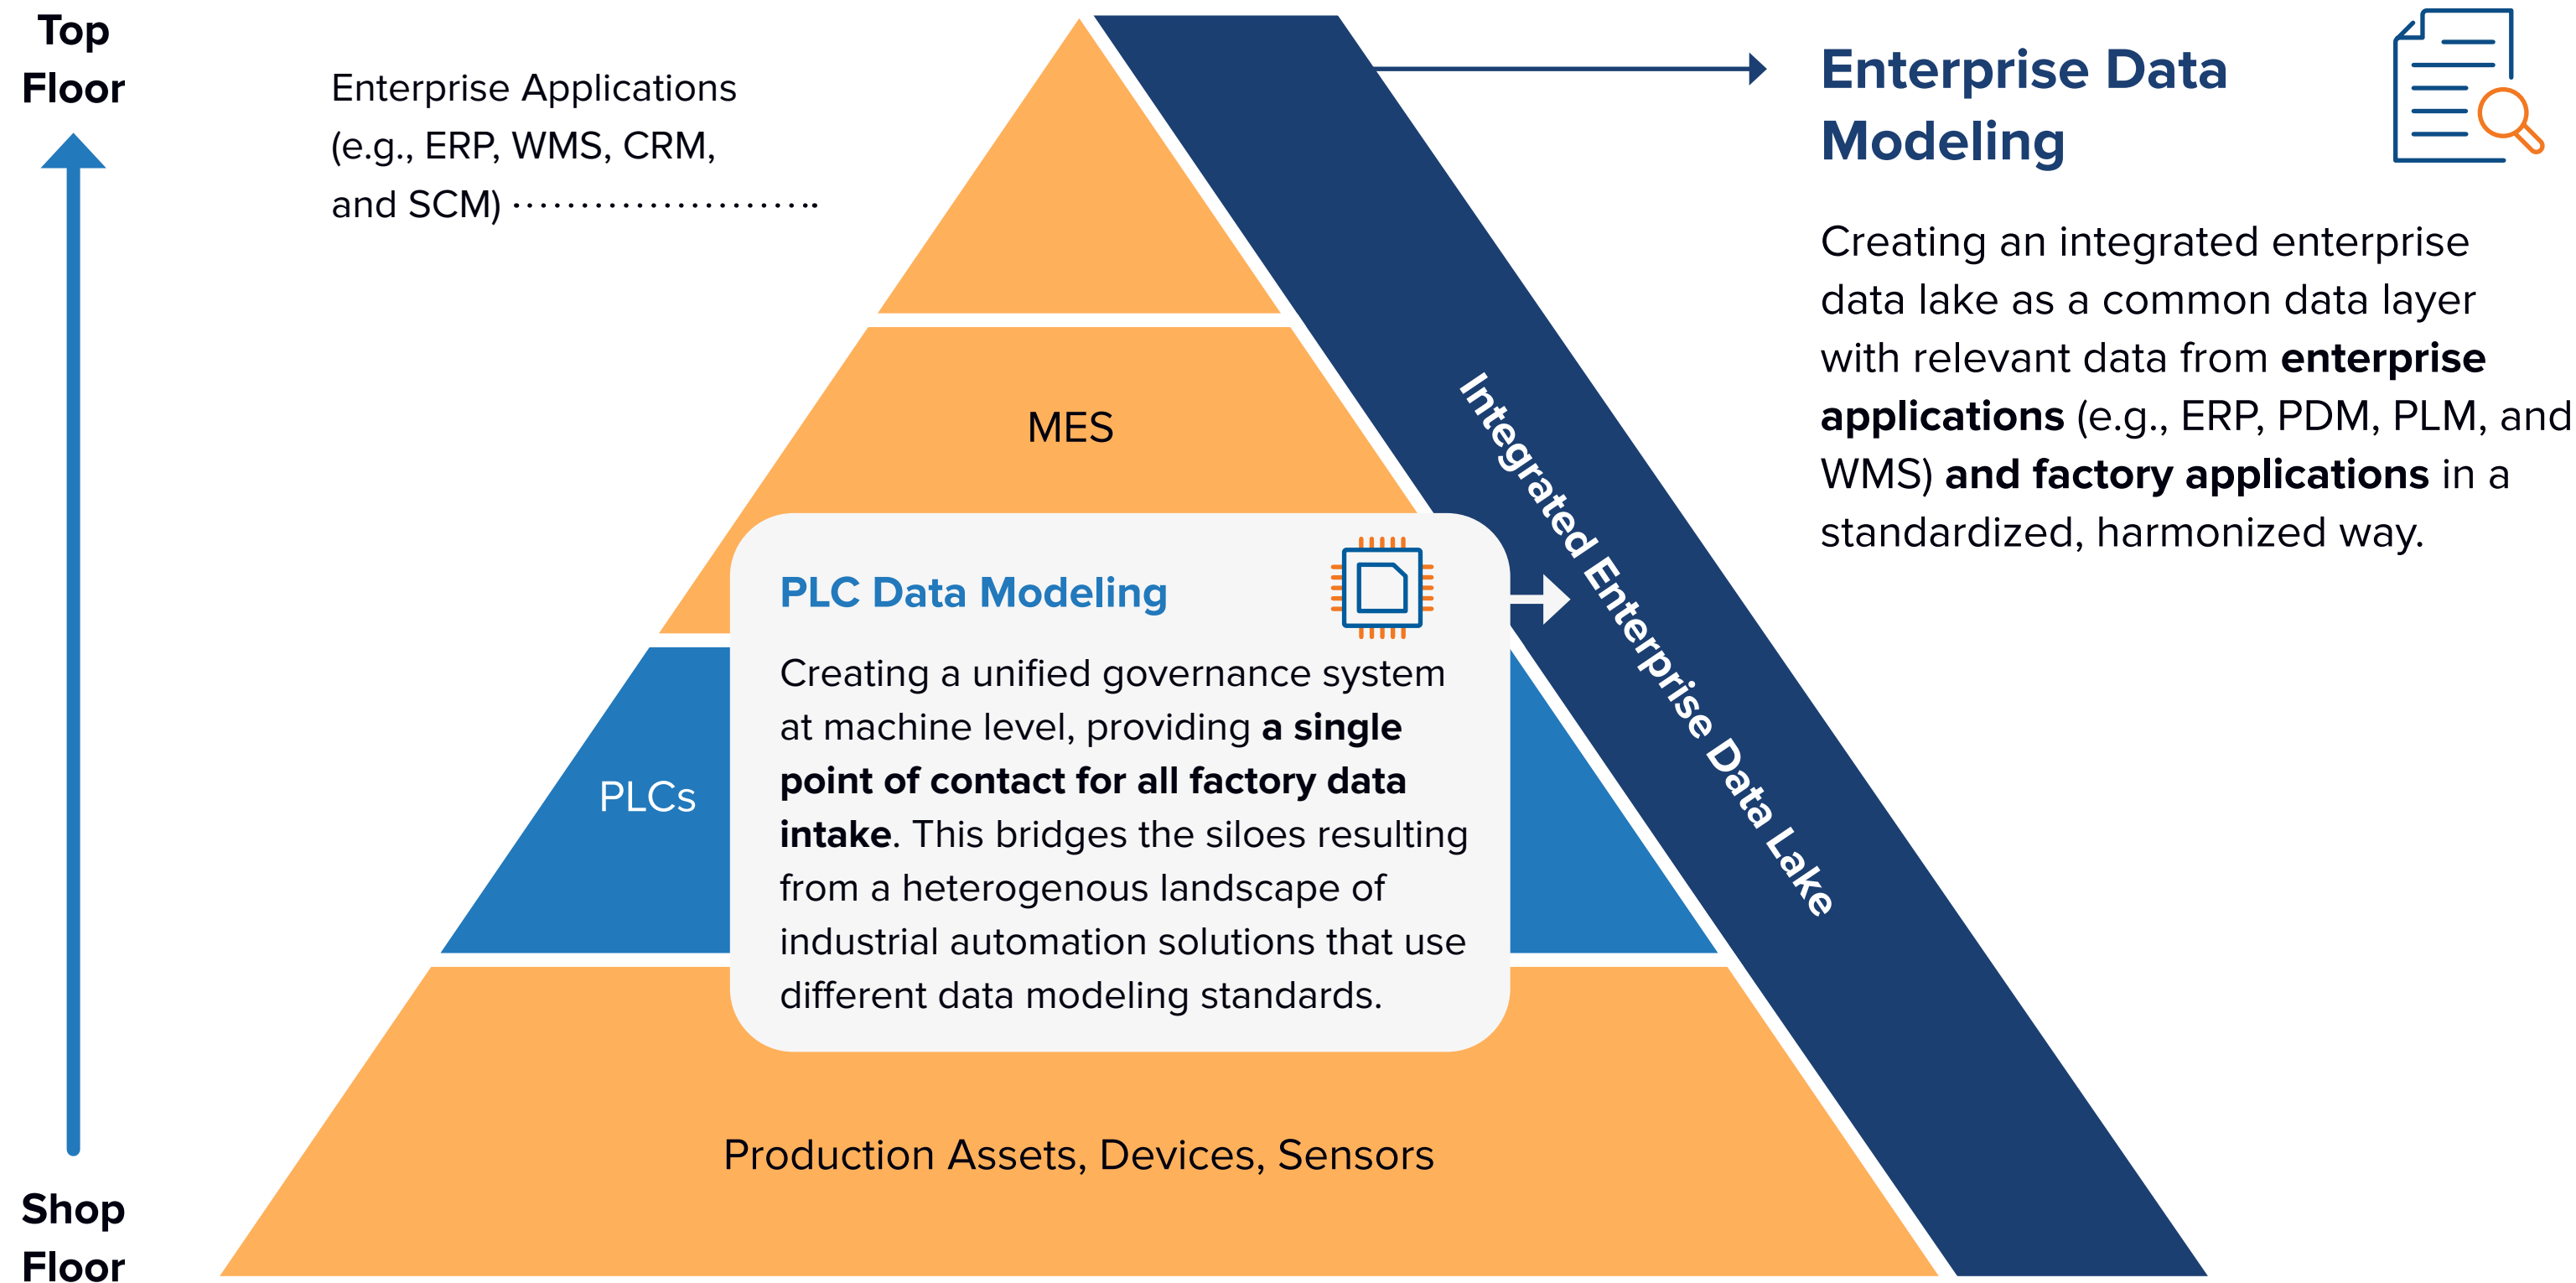 Top
Floor
Enterprise Applications
(e.g., ERP, WMS, CRM,
and SCM)
Enterprise Data
Modeling
Creating an integrated enterprise
data lake as a common data layer
with relevant data from enterprise
applications (e.g., ERP, PDM, PLM, and
WMS) and factory applications in a
standardized, harmonized way.
MES
Integrated Enterprise Data Lake
PLC Data Modeling
Creating a unified governance system
at machine level, providing a single
point of contact for all factory data
intake. This bridges the siloes resulting
from a heterogenous landscape of
industrial automation solutions that use
different data modeling standards.
PLCs
Production Assets, Devices, Sensors
Shop
Floor